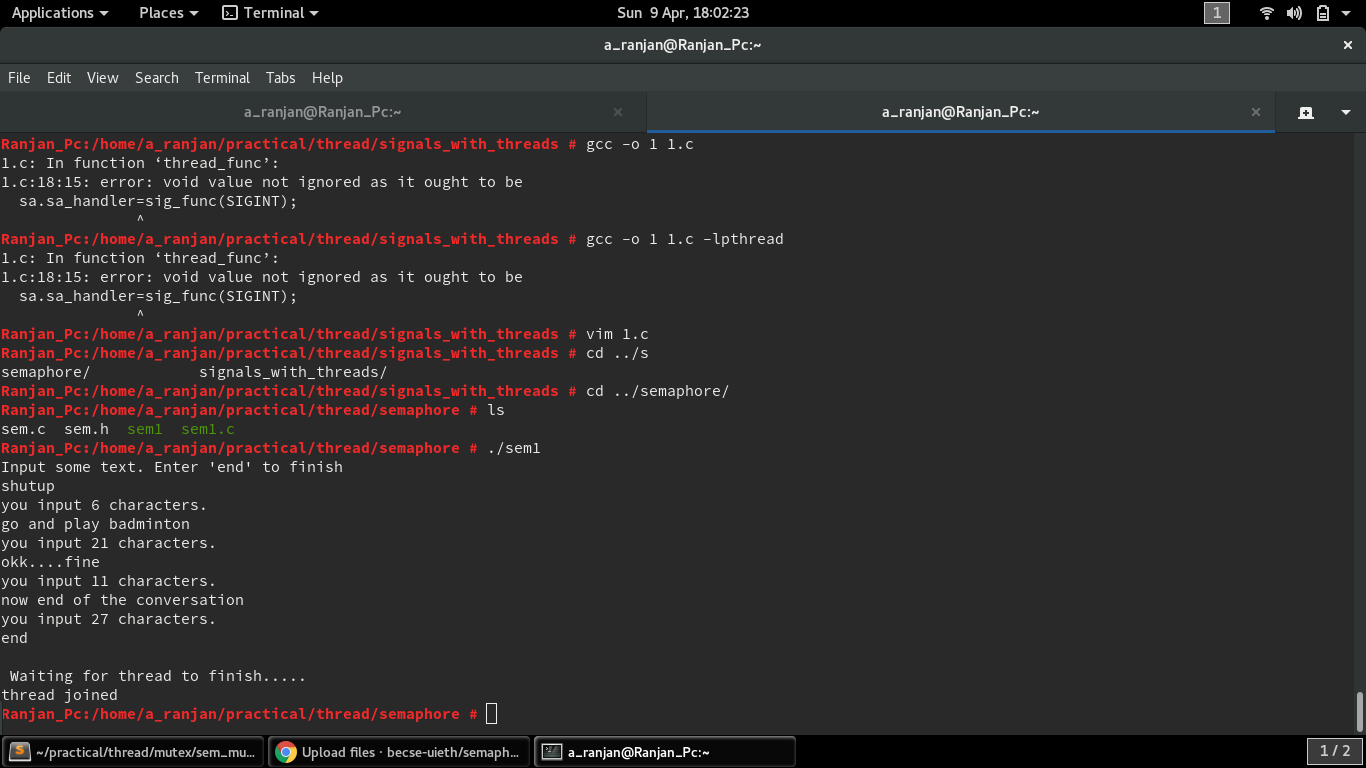 Applications Places Terminal Sun 9 Apr, 18:02:23 1
a_ranjan@Ranjan_Pc:~ ×
File Edit View Search Terminal Tabs Help
a_ranjan@Ranjan_Pc:~ × a_ranjan@Ranjan_Pc:~ ×
Ranjan_Pc:/home/a_ranjan/practical/thread/signals_with_threads # gcc -o 1 1.c
1.c: In function ‘thread_func’:
1.c:18:15: error: void value not ignored as it ought to be
  sa.sa_handler=sig_func(SIGINT);
               ^
Ranjan_Pc:/home/a_ranjan/practical/thread/signals_with_threads # gcc -o 1 1.c -lpthread
1.c: In function ‘thread_func’:
1.c:18:15: error: void value not ignored as it ought to be
  sa.sa_handler=sig_func(SIGINT);
               ^
Ranjan_Pc:/home/a_ranjan/practical/thread/signals_with_threads # vim 1.c
Ranjan_Pc:/home/a_ranjan/practical/thread/signals_with_threads # cd ../s
semaphore/            signals_with_threads/
Ranjan_Pc:/home/a_ranjan/practical/thread/signals_with_threads # cd ../semaphore/
Ranjan_Pc:/home/a_ranjan/practical/thread/semaphore # ls
sem.c  sem.h  sem1  sem1.c
Ranjan_Pc:/home/a_ranjan/practical/thread/semaphore # ./sem1
Input some text. Enter 'end' to finish
shutup
you input 6 characters.
go and play badminton
you input 21 characters.
okk....fine
you input 11 characters.
now end of the conversation
you input 27 characters.
end
 Waiting for thread to finish.....
thread joined
Ranjan_Pc:/home/a_ranjan/practical/thread/semaphore #
~/practical/thread/mutex/sem_mu... Upload files · becse-uieth/semaph... a_ranjan@Ranjan_Pc:~ 1 / 2